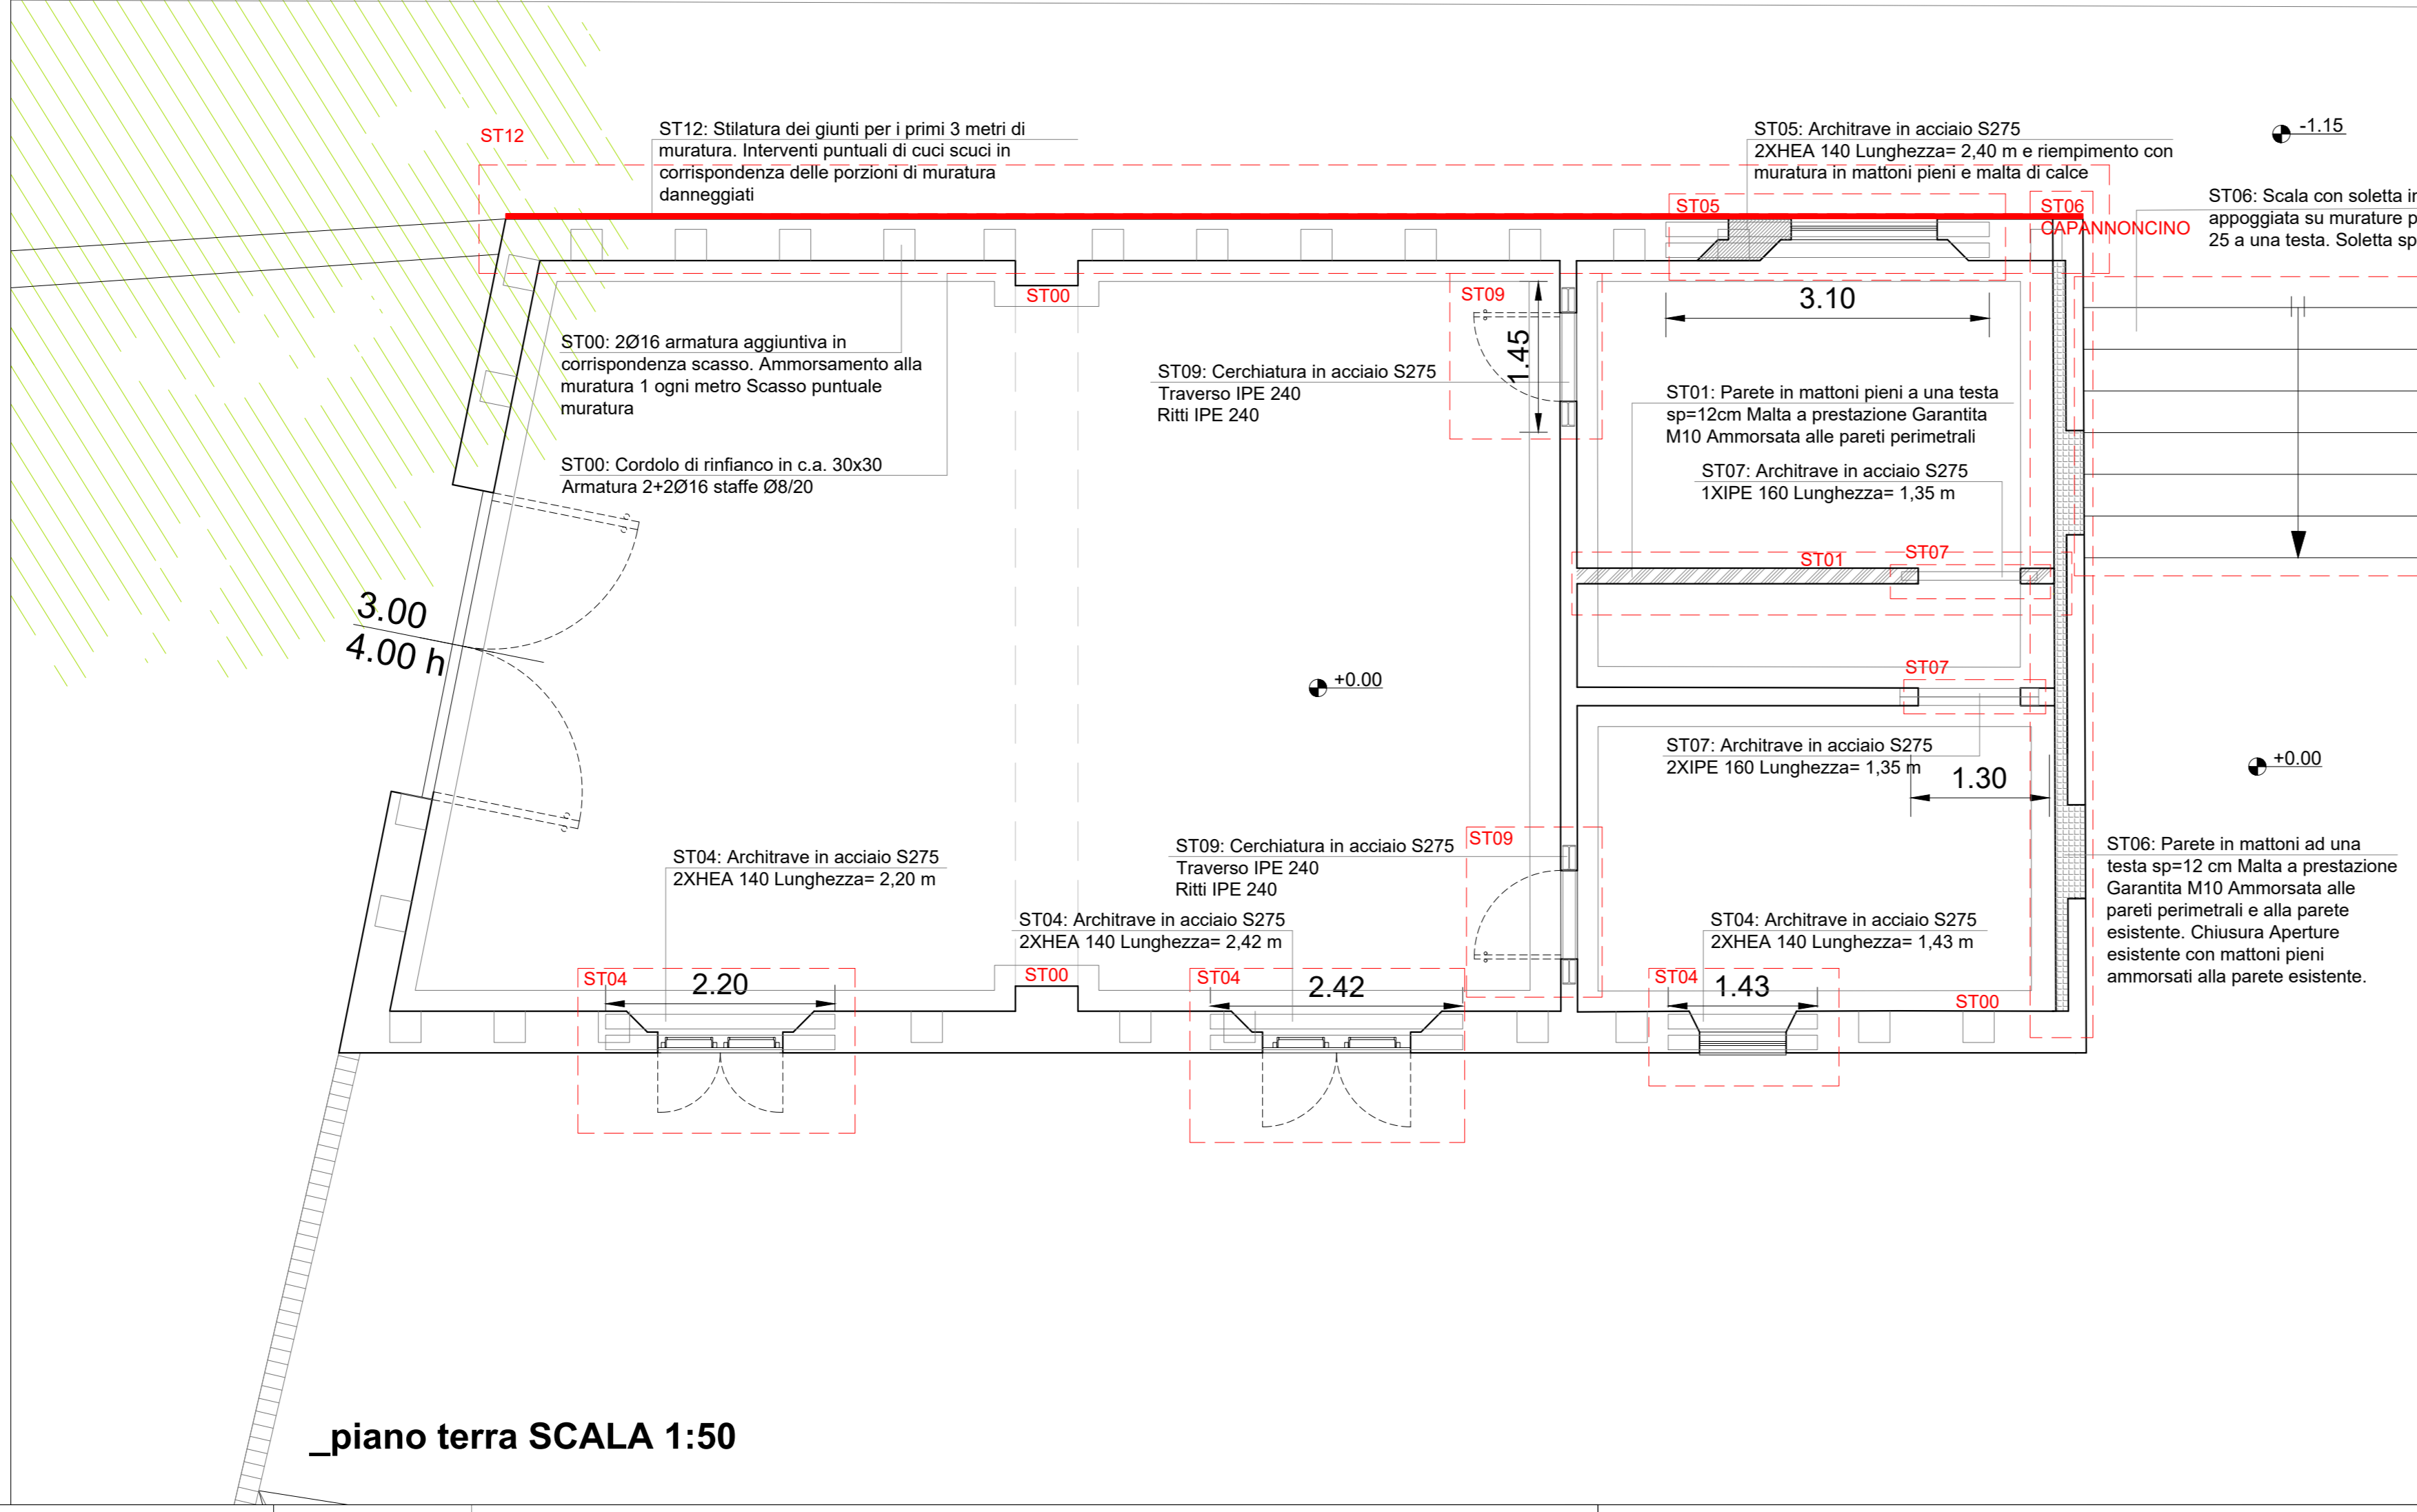 ST12
ST12: Stilatura dei giunti per i primi 3 metri di
muratura. Interventi puntuali di cuci scuci in
corrispondenza delle porzioni di muratura
danneggiati
ST05: Architrave in acciaio S275
2XHEA 140 Lunghezza= 2,40 m e riempimento con
muratura in mattoni pieni e malta di calce
-1.15
ST05
ST06
CAPANNONCINO
ST06: Scala con soletta in
appoggiata su murature p
25 a una testa. Soletta sp
ST00
ST09
3.10
1.45
ST00: 2Ø16 armatura aggiuntiva in
corrispondenza scasso. Ammorsamento alla
muratura 1 ogni metro Scasso puntuale
muratura
ST09: Cerchiatura in acciaio S275
Traverso IPE 240
Ritti IPE 240
ST01: Parete in mattoni pieni a una testa
sp=12cm Malta a prestazione Garantita
M10 Ammorsata alle pareti perimetrali
ST00: Cordolo di rinfianco in c.a. 30x30
Armatura 2+2Ø16 staffe Ø8/20
ST07: Architrave in acciaio S275
1XIPE 160 Lunghezza= 1,35 m
ST01
ST07
3.00
4.00 h
ST07
+0.00
ST07: Architrave in acciaio S275
2XIPE 160 Lunghezza= 1,35 m
1.30
+0.00
ST04: Architrave in acciaio S275
2XHEA 140 Lunghezza= 2,20 m
ST09: Cerchiatura in acciaio S275
Traverso IPE 240
Ritti IPE 240
ST09
ST06: Parete in mattoni ad una
testa sp=12 cm Malta a prestazione
Garantita M10 Ammorsata alle
pareti perimetrali e alla parete
esistente. Chiusura Aperture
esistente con mattoni pieni
ammorsati alla parete esistente.
ST04: Architrave in acciaio S275
2XHEA 140 Lunghezza= 2,42 m
ST04: Architrave in acciaio S275
2XHEA 140 Lunghezza= 1,43 m
ST04
2.20
ST00
ST04
2.42
ST04
1.43
ST00
_piano terra SCALA 1:50